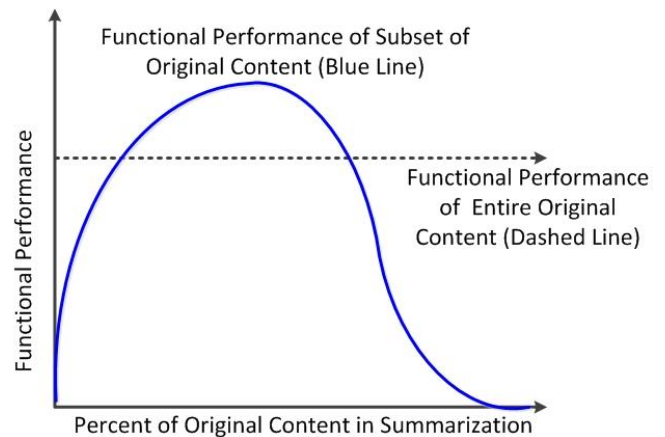 Functional Performance of Subset of
Original Content (Blue Line)
Functional Performance
Functional Performance
of Entire Original
Content (Dashed Line)
Percent of Original Content in Summarization